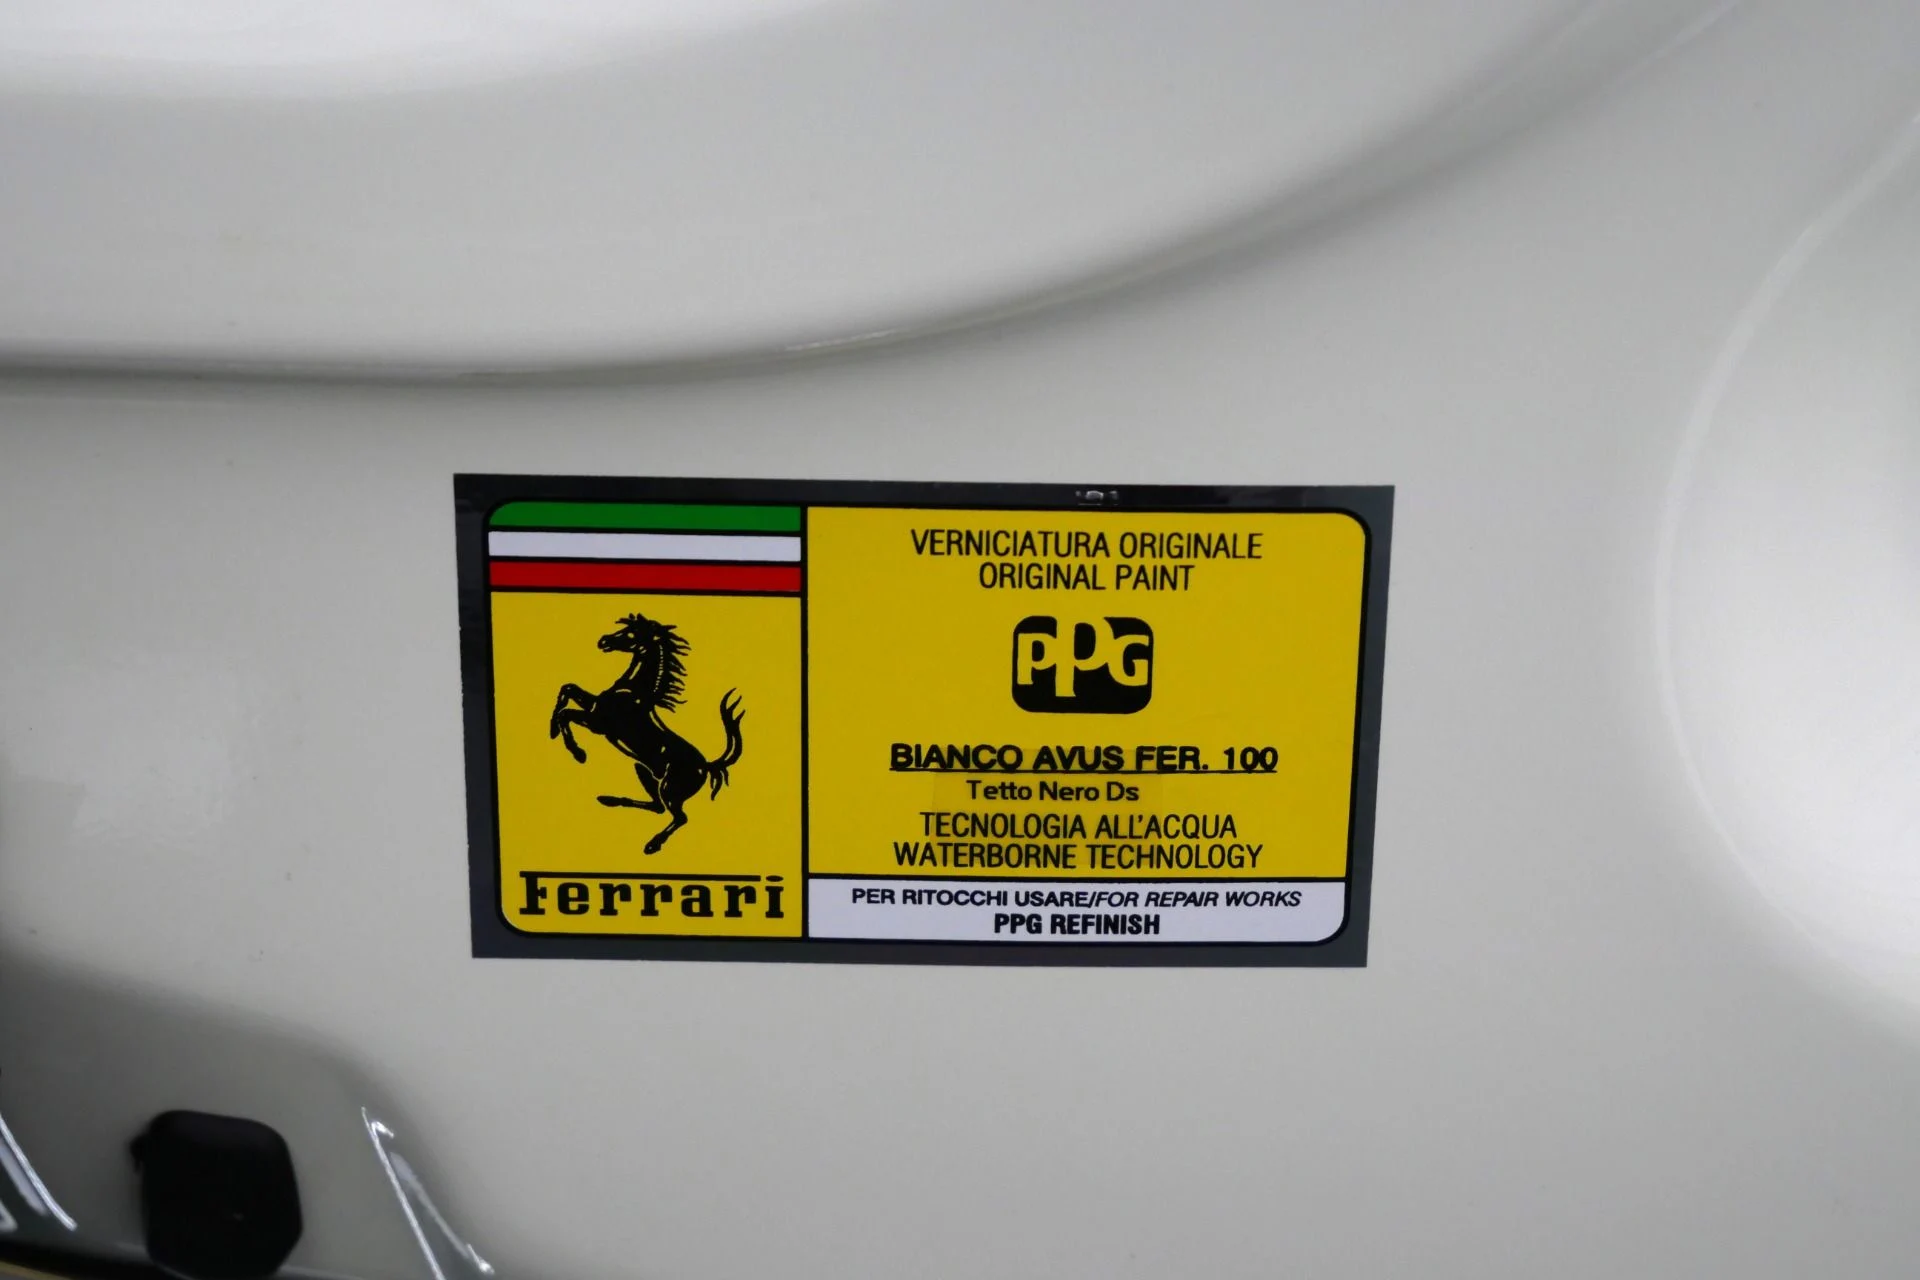 VERNICIATURA ORIGINALE
ORIGINAL PAINT
PPG
BIANCO AVUS FER. 100
Tetto Nero Ds
TECNOLOGIA ALL'ACQUA
WATERBORNE TECHNOLOGY
Ferrari
PER RITOCCHI USARE/FOR REPAIR WORKS
PPG REFINISH